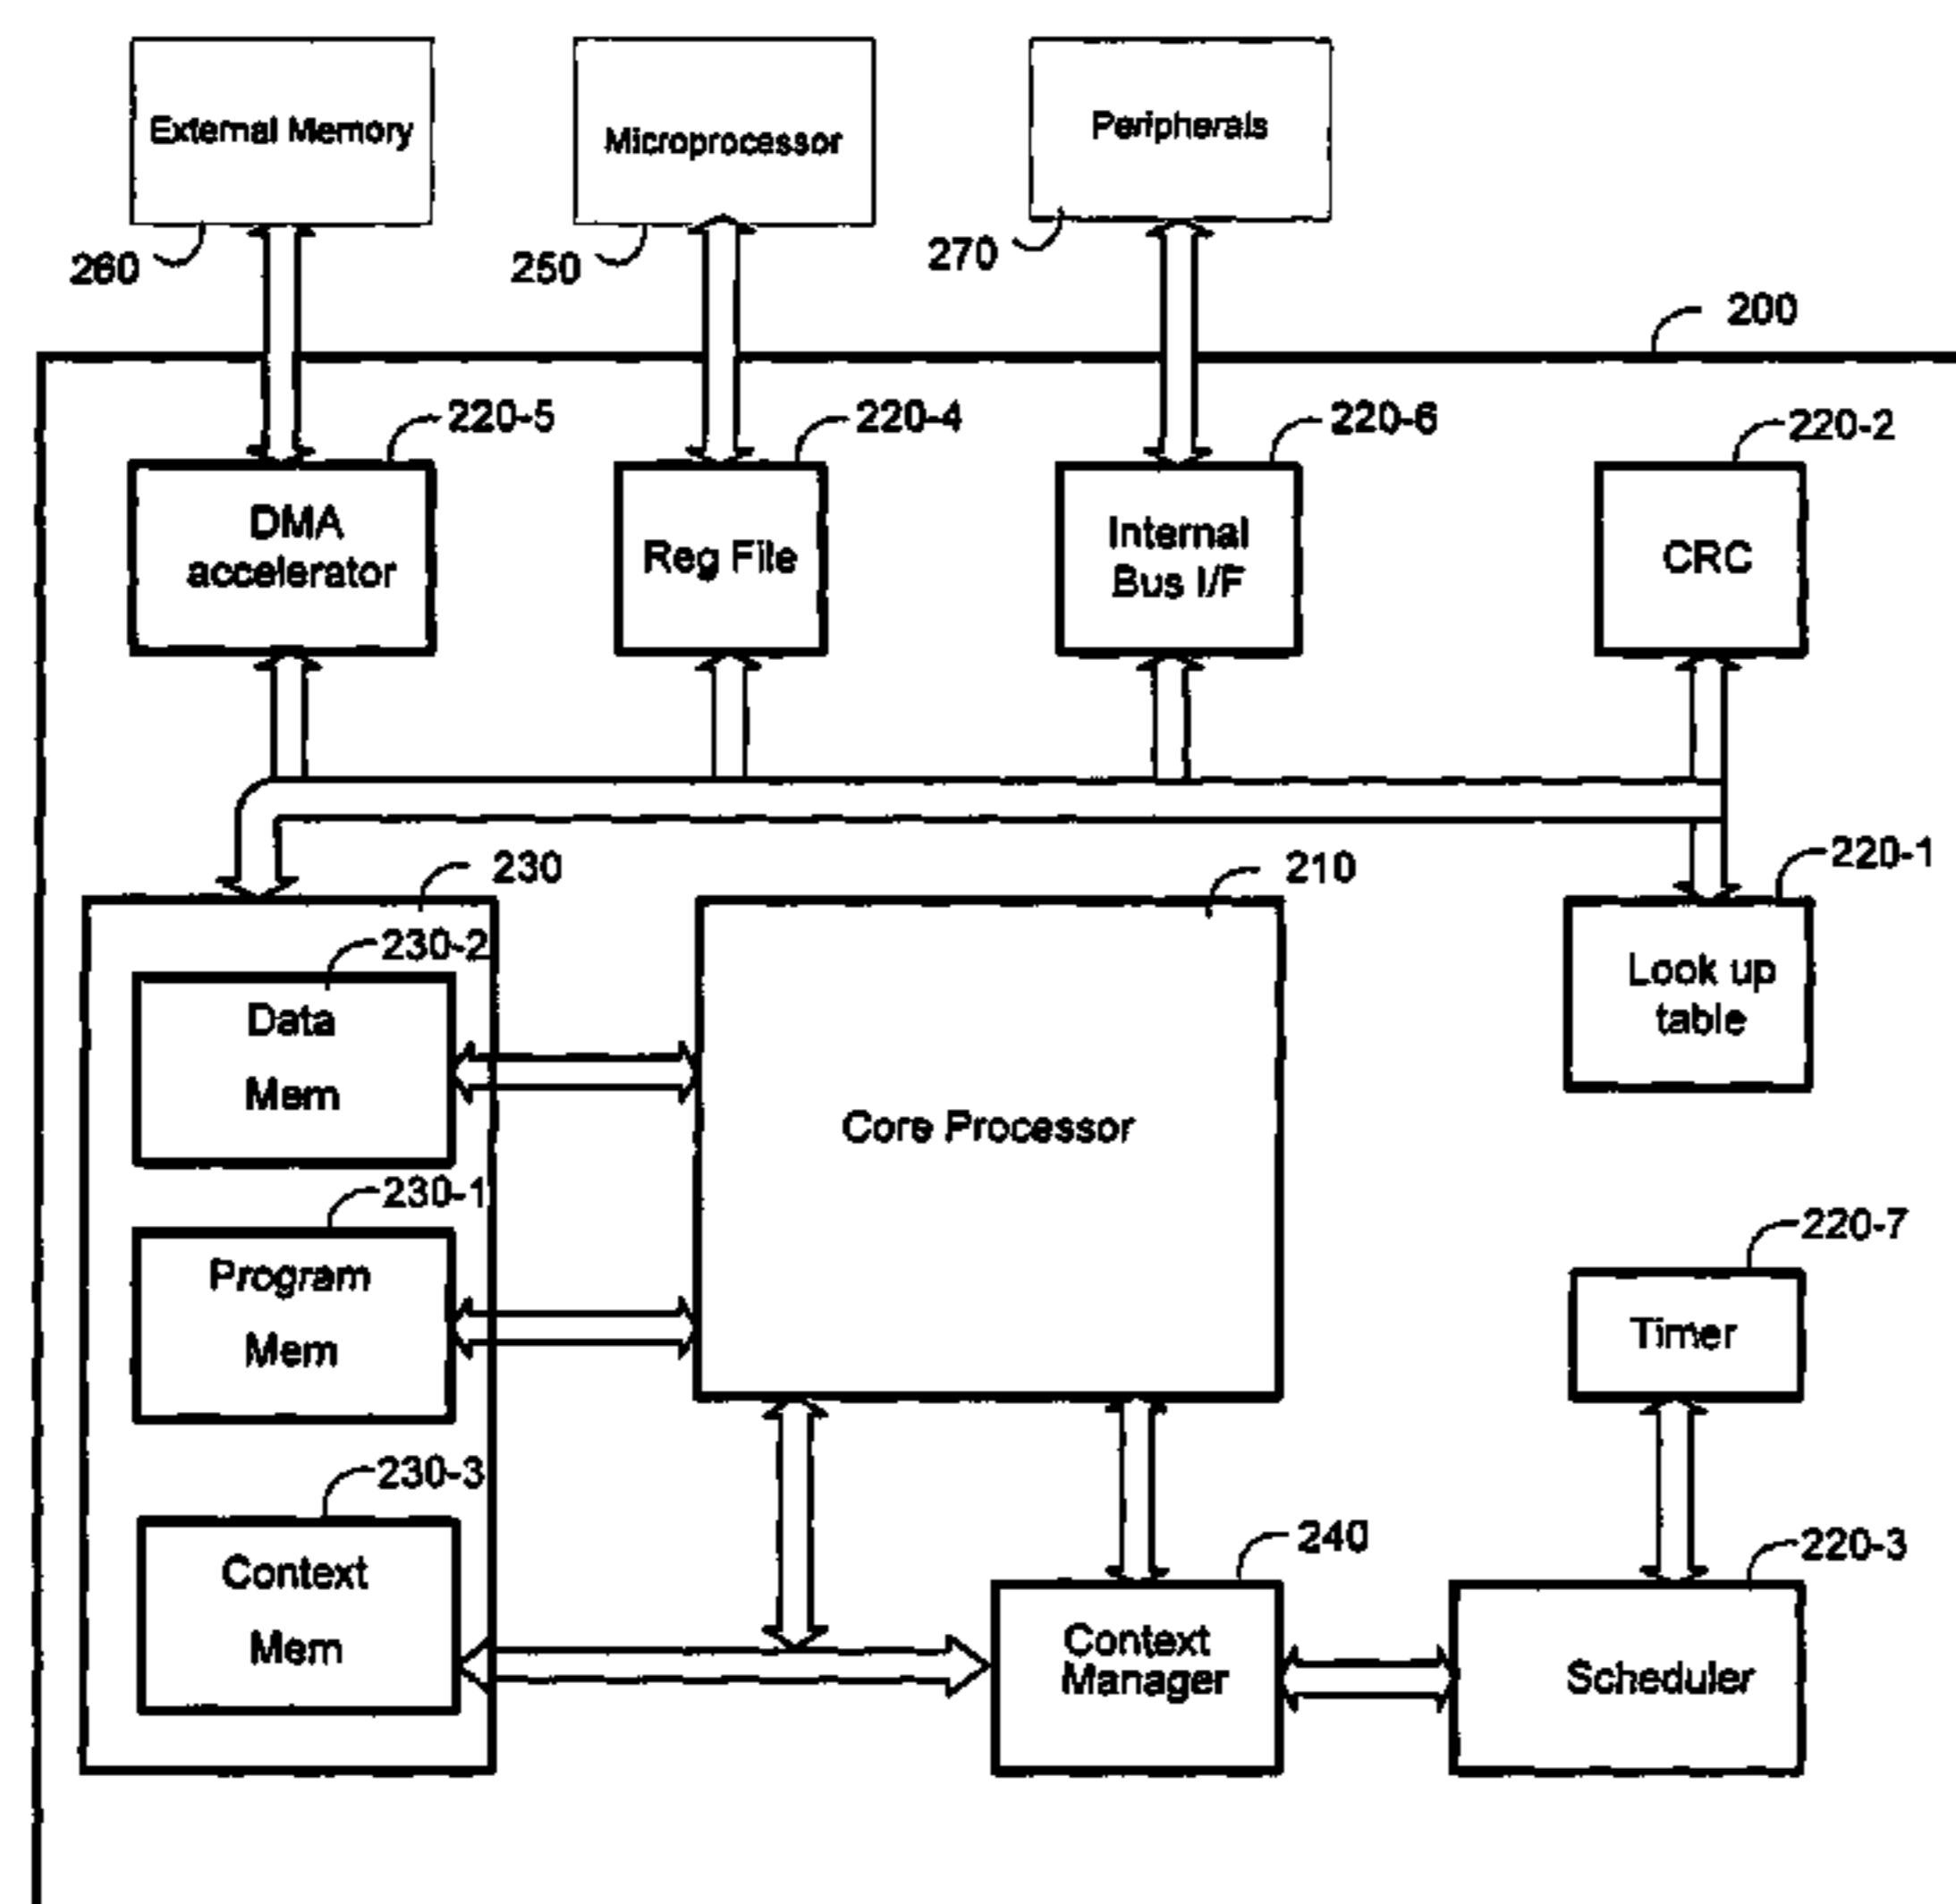 External Memory
Microprocessor
Peripherals
260
250
270
200
220-5
220-4
220-6
220-2
DMA
accelerator
Reg File
Internal
Bus I/F
CRC
230
210
220-1
230-2
Data
Mem
Core Processor
Look up
table
230-1
Program
Mem
220-7
Timer
230-3
Context
Mem
240
Context
Manager
220-3
Scheduler